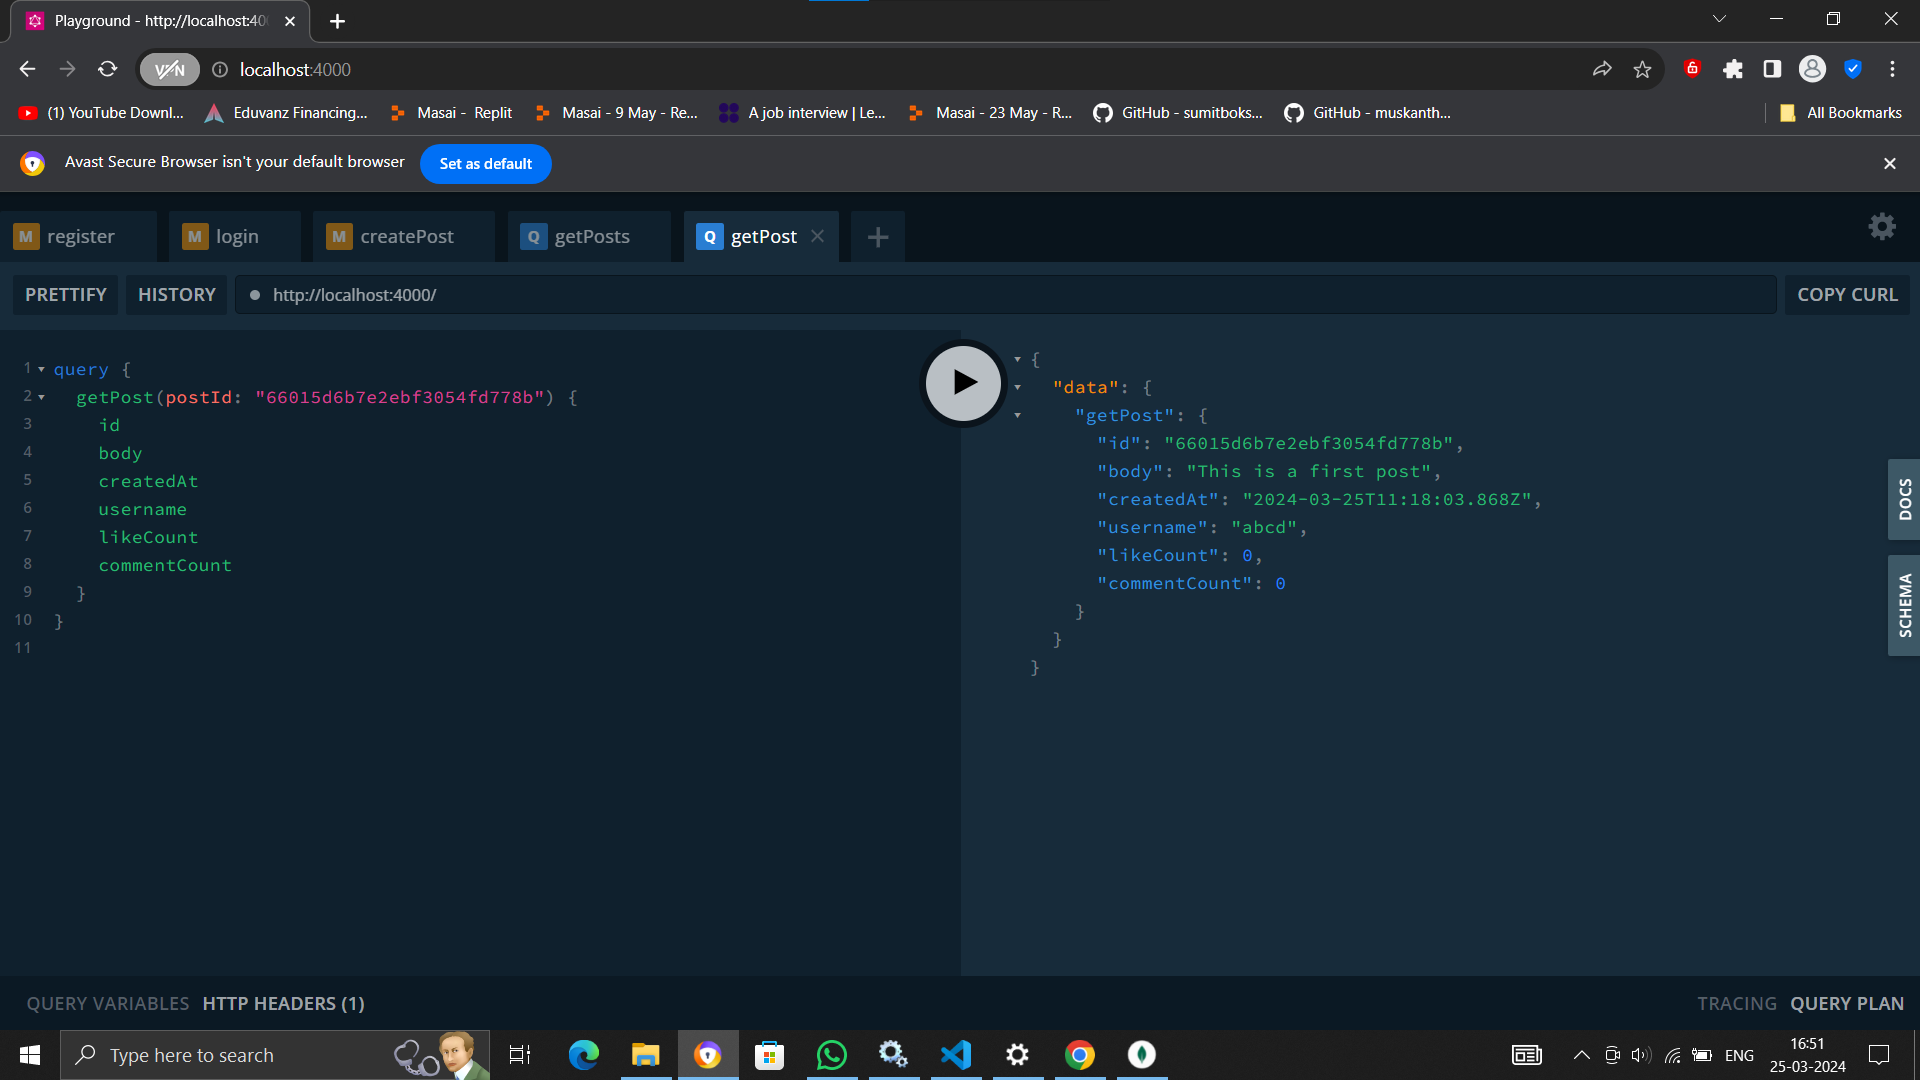 Playground - http://localhost:40
VPN
localhost:4000
(1) YouTube Downl...
Eduvanz Financing...
Masai - Replit
Masai - 9 May - Re...
A job interview | Le...
Masai - 23 May - R...
GitHub - sumitboks...
GitHub - muskanth...
All Bookmarks
Avast Secure Browser isn't your default browser
Set as default
M register
M login
M createPost
Q getPosts
Q getPost
PRETTIFY
HISTORY
http://localhost:4000/
COPY CURL
1 query {
2 getPost(postId: "66015d6b7e2ebf3054fd778b") {
3 id
4 body
5 createdAt
6 username
7 likeCount
8 commentCount
9 }
10 }
11
{
"data": {
"getPost": {
"id": "66015d6b7e2ebf3054fd778b",
"body": "This is a first post",
"createdAt": "2024-03-25T11:18:03.868Z",
"username": "abcd",
"likeCount": 0,
"commentCount": 0
}
}
}
DOCS
SCHEMA
QUERY VARIABLES
HTTP HEADERS (1)
TRACING
QUERY PLAN
Type here to search
ENG
16:51
25-03-2024